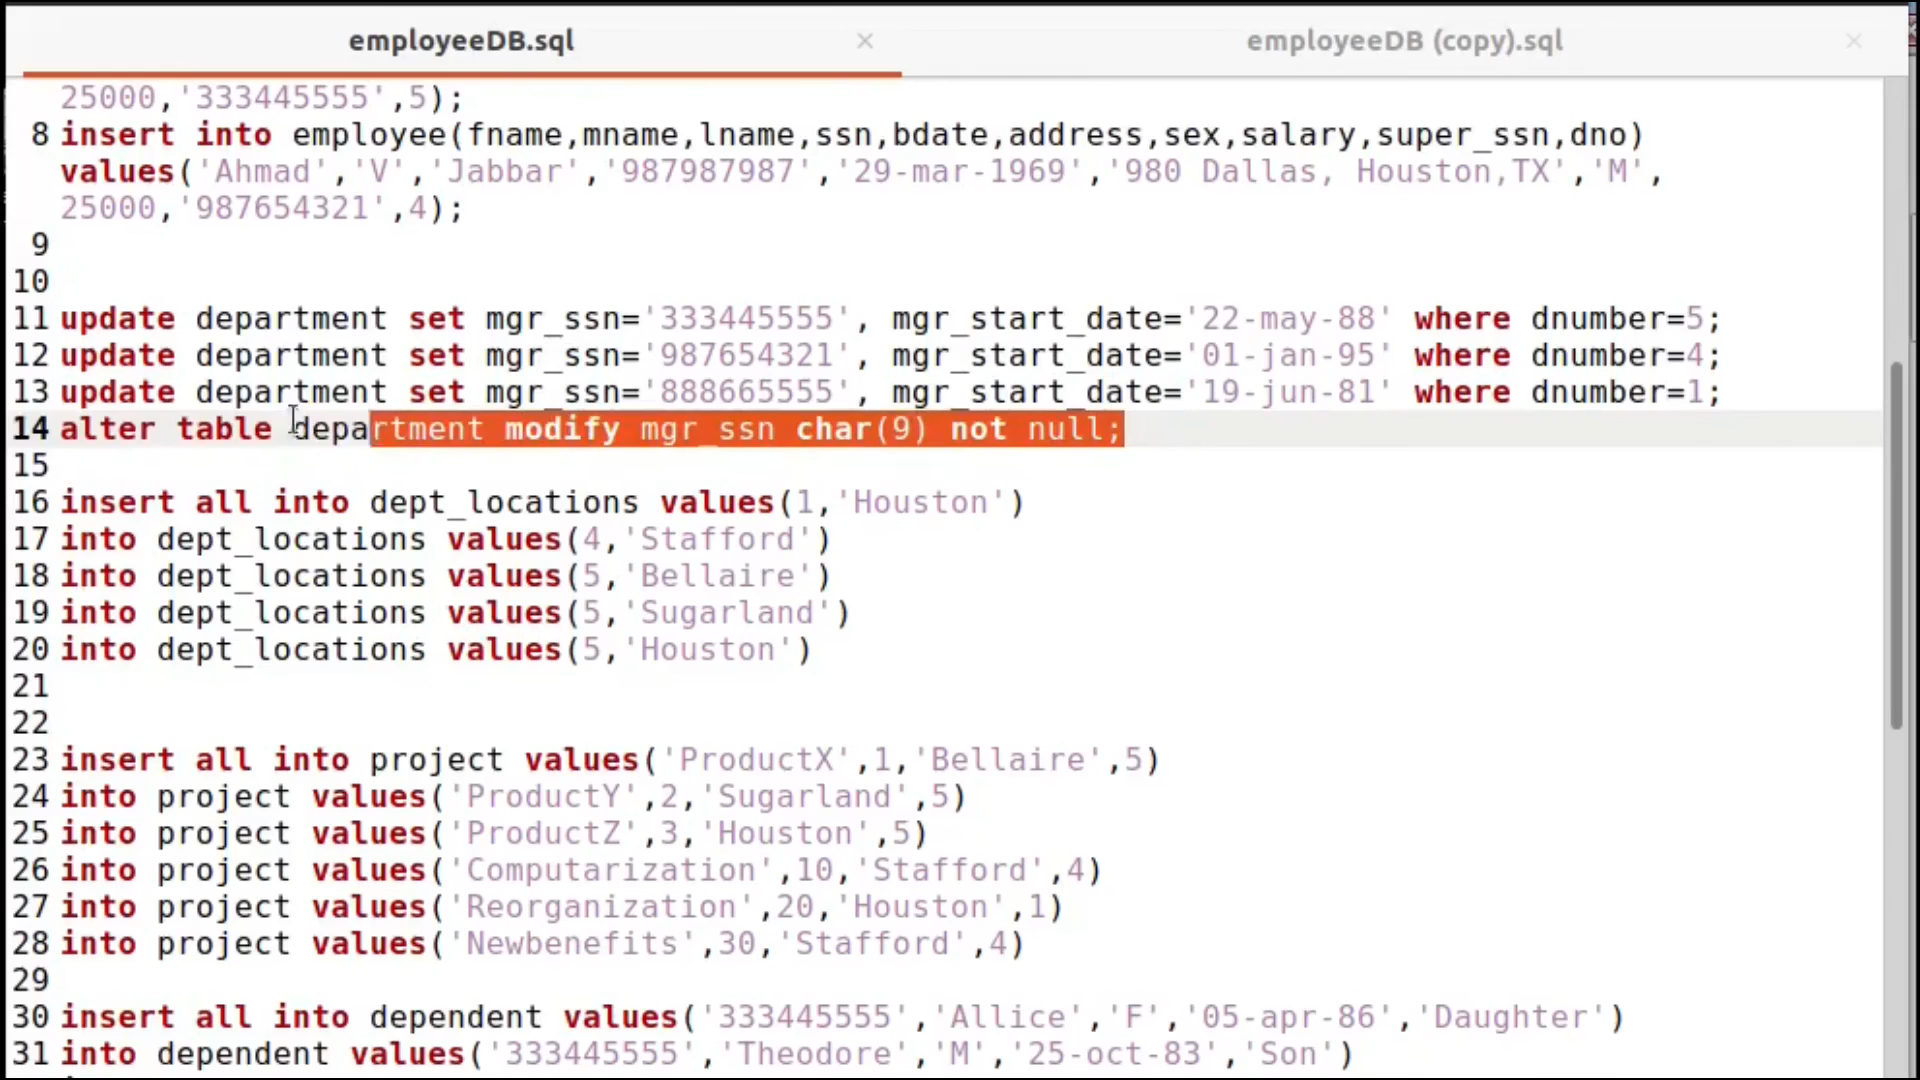 employeeDB.sql × employeeDB (copy).sql ×
25000,'333445555',5);
8 insert into employee(fname,mname,lname,ssn,bdate,address,sex,salary,super_ssn,dno)
values('Ahmad','V','Jabbar','987987987','29-mar-1969','980 Dallas, Houston,TX','M',
25000,'987654321',4);
9
10
11 update department set mgr_ssn='333445555', mgr_start_date='22-may-88' where dnumber=5;
12 update department set mgr_ssn='987654321', mgr_start_date='01-jan-95' where dnumber=4;
13 update department set mgr_ssn='888665555', mgr_start_date='19-jun-81' where dnumber=1;
14 alter table department modify mgr_ssn char(9) not null;
15
16 insert all into dept_locations values(1,'Houston')
17 into dept_locations values(4,'Stafford')
18 into dept_locations values(5,'Bellaire')
19 into dept_locations values(5,'Sugarland')
20 into dept_locations values(5,'Houston')
21
22
23 insert all into project values('ProductX',1,'Bellaire',5)
24 into project values('ProductY',2,'Sugarland',5)
25 into project values('ProductZ',3,'Houston',5)
26 into project values('Computarization',10,'Stafford',4)
27 into project values('Reorganization',20,'Houston',1)
28 into project values('Newbenefits',30,'Stafford',4)
29
30 insert all into dependent values('333445555','Allice','F','05-apr-86','Daughter')
31 into dependent values('333445555','Theodore','M','25-oct-83','Son')